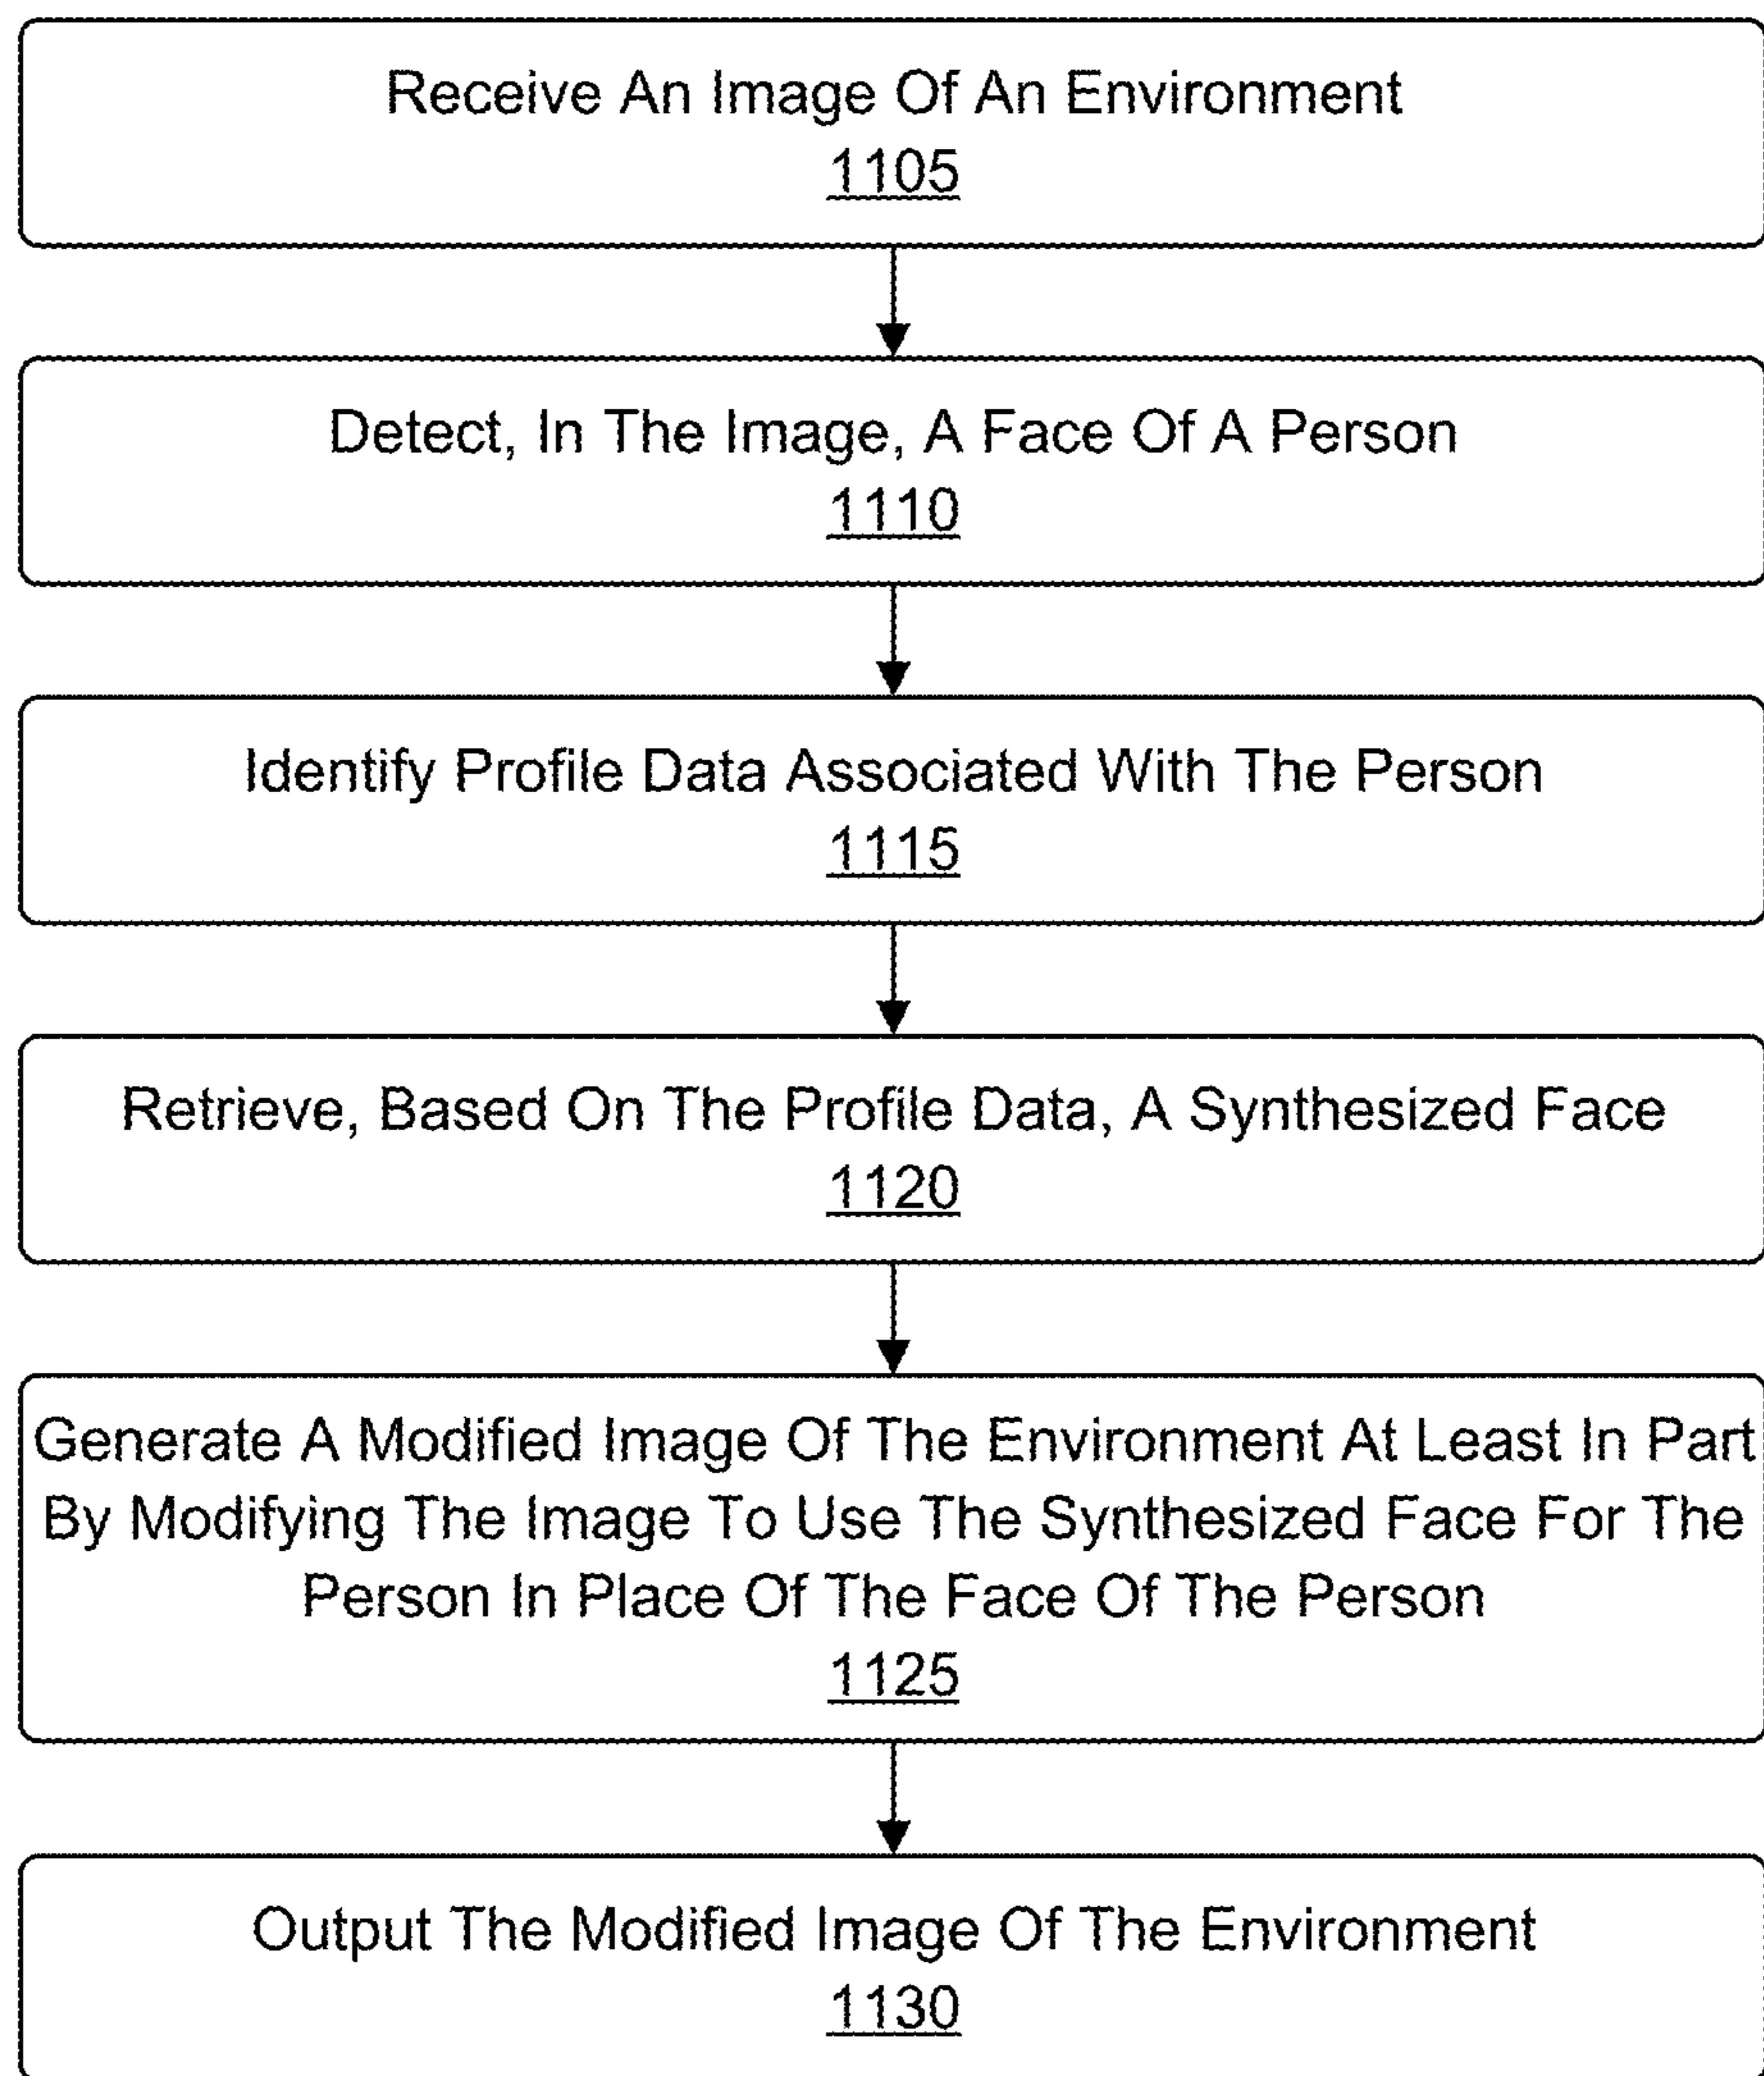 Receive An Image Of An Environment
1105
Detect, In The Image, A Face Of A Person
1110
Identify Profile Data Associated With The Person
1115
Retrieve, Based On The Profile Data, A Synthesized Face
1120
Generate A Modified Image Of The Environment At Least In Part
By Modifying The Image To Use The Synthesized Face For The
Person In Place Of The Face Of The Person
1125
Output The Modified Image Of The Environment
1130